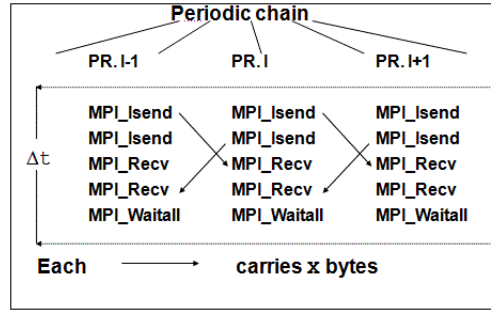 Periodic chain
PR. I-1 PR. I PR. I+1
MPI_Isend MPI_Isend MPI_Isend
MPI_Isend MPI_Isend MPI_Isend
Δt MPI_Recv MPI_Recv MPI_Recv
MPI_Recv MPI_Recv MPI_Recv
MPI_Waitall MPI_Waitall MPI_Waitall
Each carries x bytes